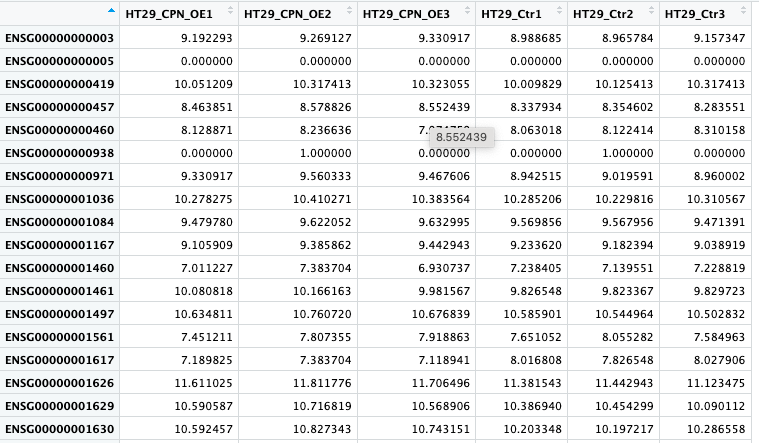 HT29_CPN_OE1 HT29_CPN_OE2 HT29_CPN_OE3 HT29_Ctr1 HT29_Ctr2 HT29_Ctr3
ENSG00000000003 9.192293 9.269127 9.330917 8.988685 8.965784 9.157347
ENSG00000000005 0.000000 0.000000 0.000000 0.000000 0.000000 0.000000
ENSG00000000419 10.051209 10.317413 10.323055 10.009829 10.125413 10.317413
ENSG00000000457 8.463851 8.578826 8.552439 8.337934 8.354602 8.283551
ENSG00000000460 8.128871 8.236636 8.063018 8.122414 8.310158
8.552439
ENSG00000000938 0.000000 1.000000 0.000000 0.000000 1.000000 0.000000
ENSG00000000971 9.330917 9.560333 9.467606 8.942515 9.019591 8.960002
ENSG00000001036 10.278275 10.410271 10.383564 10.285206 10.229816 10.310567
ENSG00000001084 9.479780 9.622052 9.632995 9.569856 9.567956 9.471391
ENSG00000001167 9.105909 9.385862 9.442943 9.233620 9.182394 9.038919
ENSG00000001460 7.011227 7.383704 6.930737 7.238405 7.139551 7.228819
ENSG00000001461 10.080818 10.166163 9.981567 9.826548 9.823367 9.829723
ENSG00000001497 10.634811 10.760720 10.676839 10.585901 10.544964 10.502832
ENSG00000001561 7.451211 7.807355 7.918863 7.651052 8.055282 7.584963
ENSG00000001617 7.189825 7.383704 7.118941 8.016808 7.826548 8.027906
ENSG00000001626 11.611025 11.811776 11.706496 11.381543 11.442943 11.123475
ENSG00000001629 10.590587 10.716819 10.568906 10.386940 10.454299 10.090112
ENSG00000001630 10.592457 10.827343 10.743151 10.203348 10.197217 10.286558